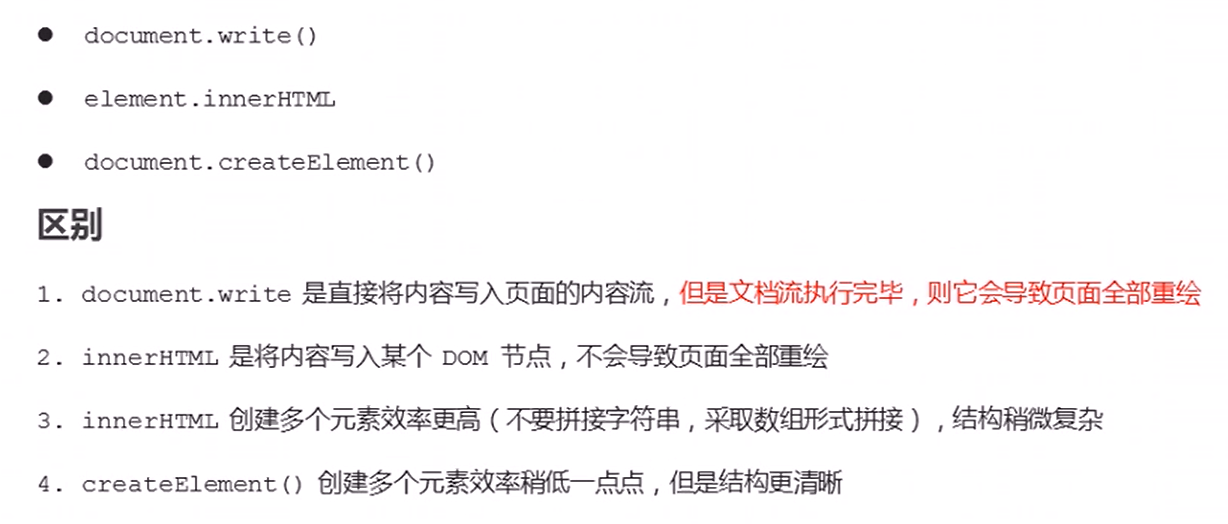 ● document.write()
● element.innerHTML
● document.createElement()
区别
1. document.write 是直接将内容写入页面的内容流，但是文档流执行完毕，则它会导致页面全部重绘
2. innerHTML 是将内容写入某个 DOM 节点，不会导致页面全部重绘
3. innerHTML 创建多个元素效率更高（不要拼接字符串，采取数组形式拼接），结构稍微复杂
4. createElement() 创建多个元素效率稍低一点点，但是结构更清晰